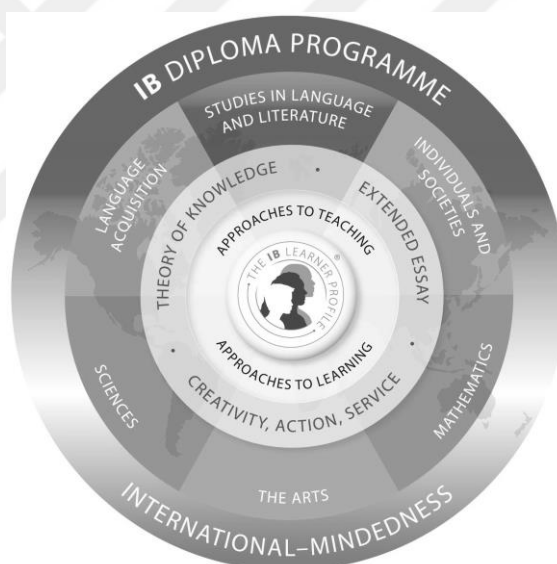 IB DIPLOMA PROGRAMME
STUDIES IN LANGUAGE
AND LITERATURE
LANGUAGE
ACQUISITION
INDIVIDUALS AND
SOCIETIES
THEORY OF KNOWLEDGE
EXTENDED ESSAY
APPROACHES TO TEACHING
THE IB LEARNER PROFILE ®
APPROACHES TO LEARNING
CREATIVITY, ACTION, SERVICE
SCIENCES
MATHEMATICS
THE ARTS
INTERNATIONAL–MINDEDNESS